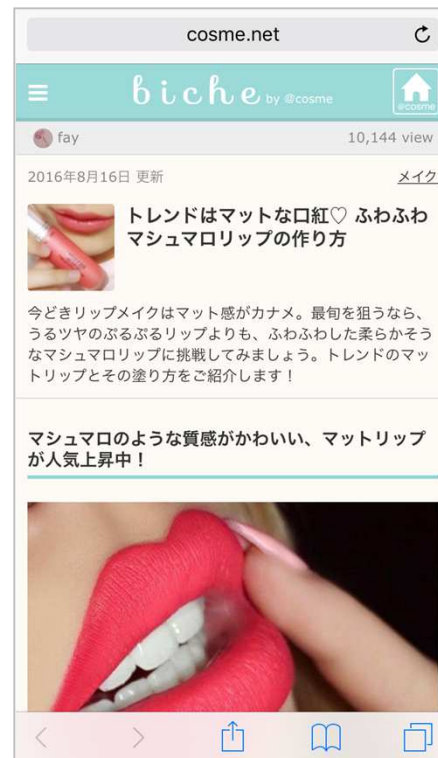 cosme.net
biche by @cosme
@cosme
fay
10,144 view
2016年8月16日 更新
メイク
トレンドはマットな口紅♡ ふわふわ
マシュマロリップの作り方
今どきリップメイクはマット感がカナメ。最旬を狙うなら、
うるツヤのぷるぷるリップよりも、ふわふわした柔らかそう
なマシュマロリップに挑戦してみましょう。トレンドのマッ
トリップとその塗り方をご紹介します！
マシュマロのような質感がかわいい、マットリップ
が人気上昇中！